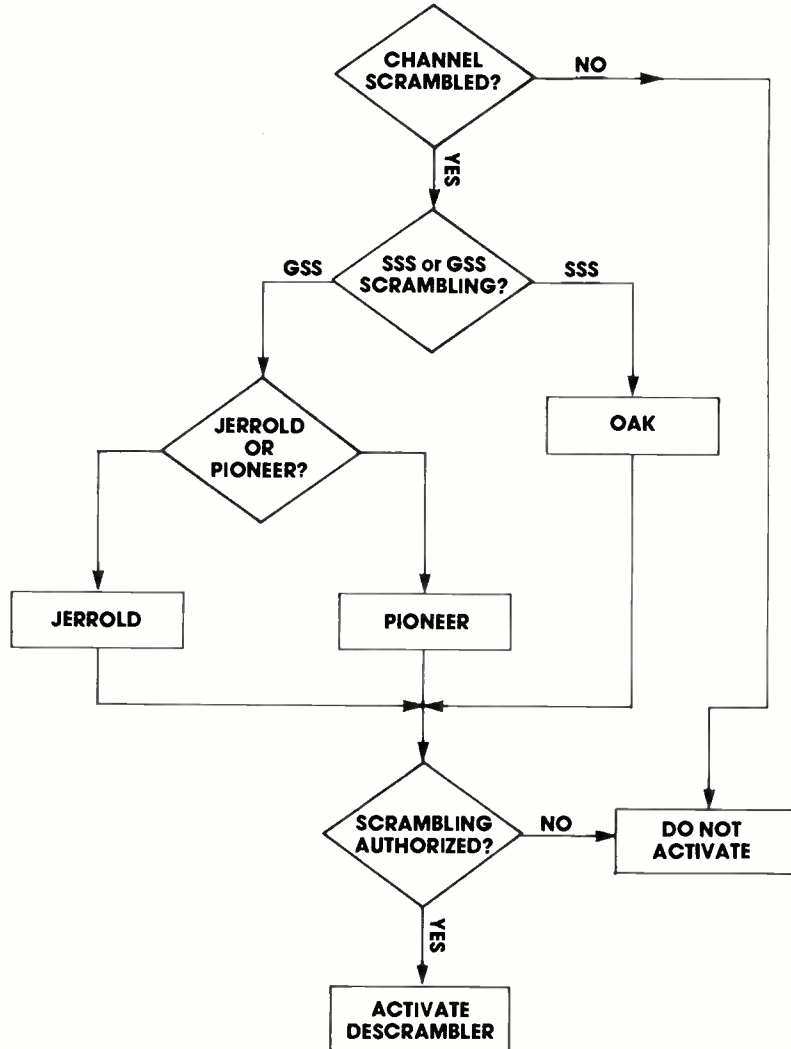 CHANNEL
SCRAMBLED?
NO
YES
SSS or GSS
SCRAMBLING?
GSS
SSS
JERROLD
OR
PIONEER?
OAK
JERROLD
PIONEER
SCRAMBLING
AUTHORIZED?
NO
DO NOT
ACTIVATE
YES
ACTIVATE
DESCRAMBLER